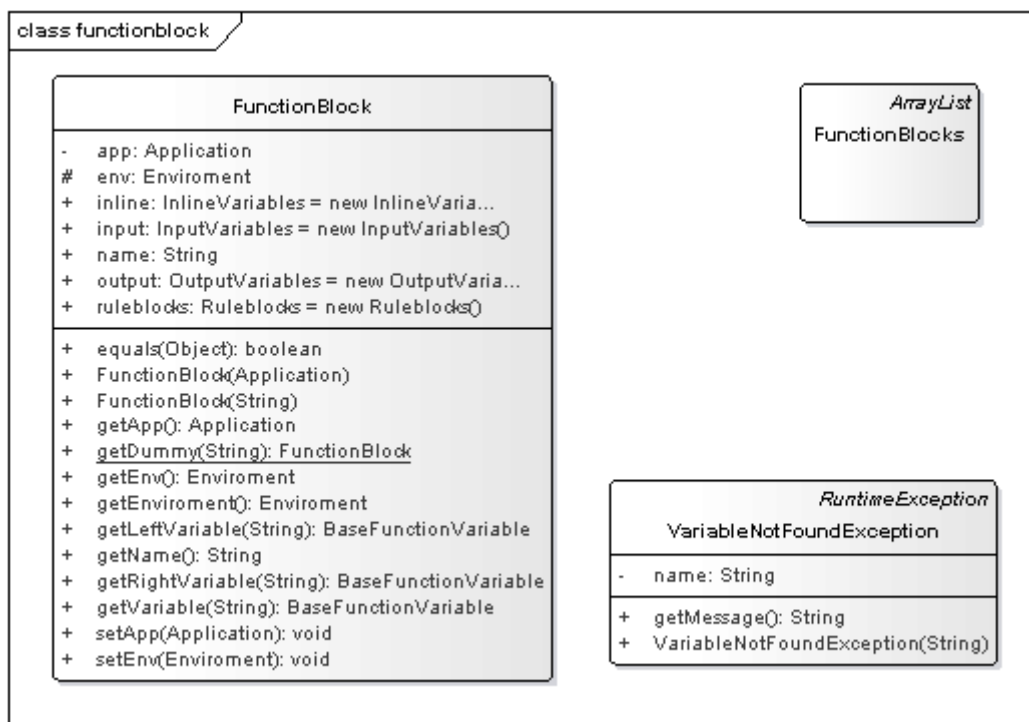 class functionblock
FunctionBlock
- app: Application
# env: Enviroment
+ inline: InlineVariables = new InlineVaria...
+ input: InputVariables = new InputVariables()
+ name: String
+ output: OutputVariables = new OutputVaria...
+ ruleblocks: Ruleblocks = new Ruleblocks()
+ equals(Object): boolean
+ FunctionBlock(Application)
+ FunctionBlock(String)
+ getApp(): Application
+ getDummy(String): FunctionBlock
+ getEnv(): Enviroment
+ getEnviroment(): Enviroment
+ getLeftVariable(String): BaseFunctionVariable
+ getName(): String
+ getRightVariable(String): BaseFunctionVariable
+ getVariable(String): BaseFunctionVariable
+ setApp(Application): void
+ setEnv(Enviroment): void
ArrayList
FunctionBlocks
RuntimeException
VariableNotFoundException
- name: String
+ getMessage(): String
+ VariableNotFoundException(String)